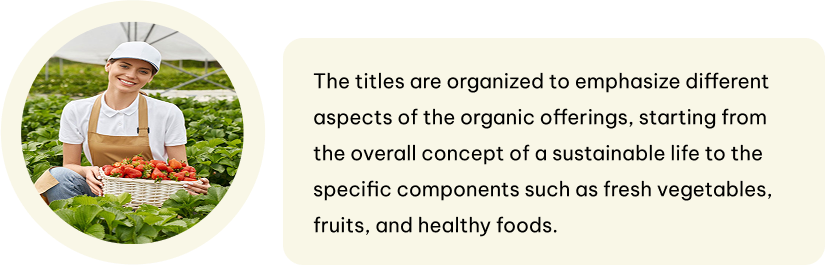 The titles are organized to emphasize different
aspects of the organic offerings, starting from
the overall concept of a sustainable life to the
specific components such as fresh vegetables,
fruits, and healthy foods.